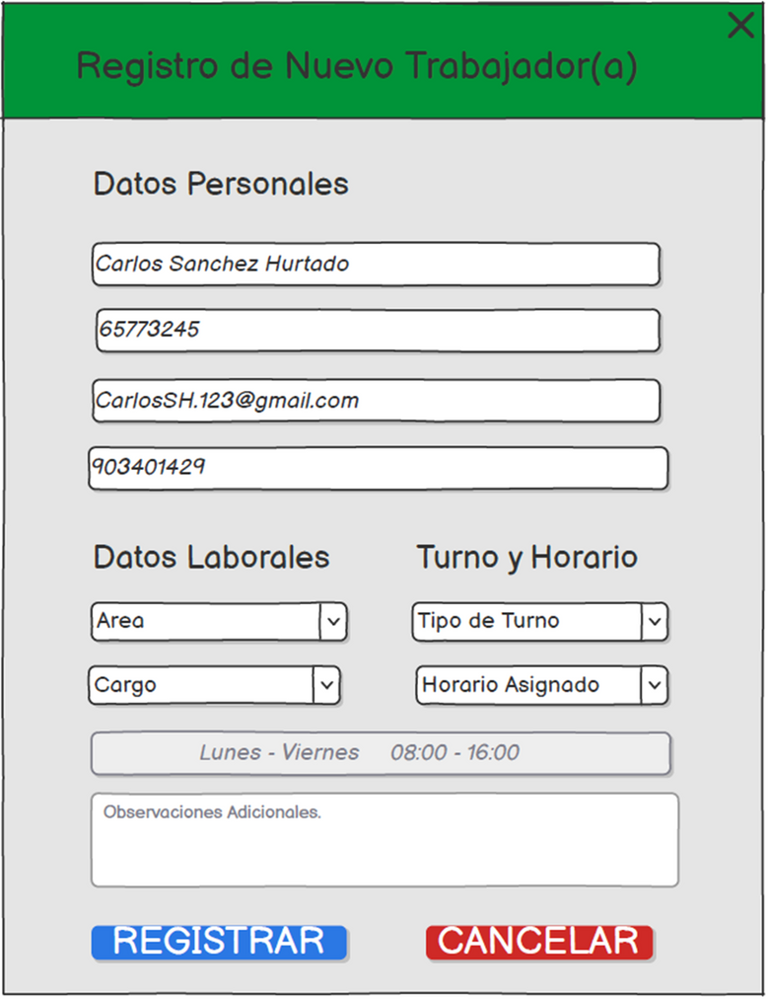 Registro de Nuevo Trabajador(a)
Datos Personales
Carlos Sanchez Hurtado
65773245
CarlosSH.123@gmail.com
903401429
Datos Laborales
Turno y Horario
Area
Tipo de Turno
Cargo
Horario Asignado
Lunes - Viernes 08:00 - 16:00
Observaciones Adicionales.
REGISTRAR
CANCELAR